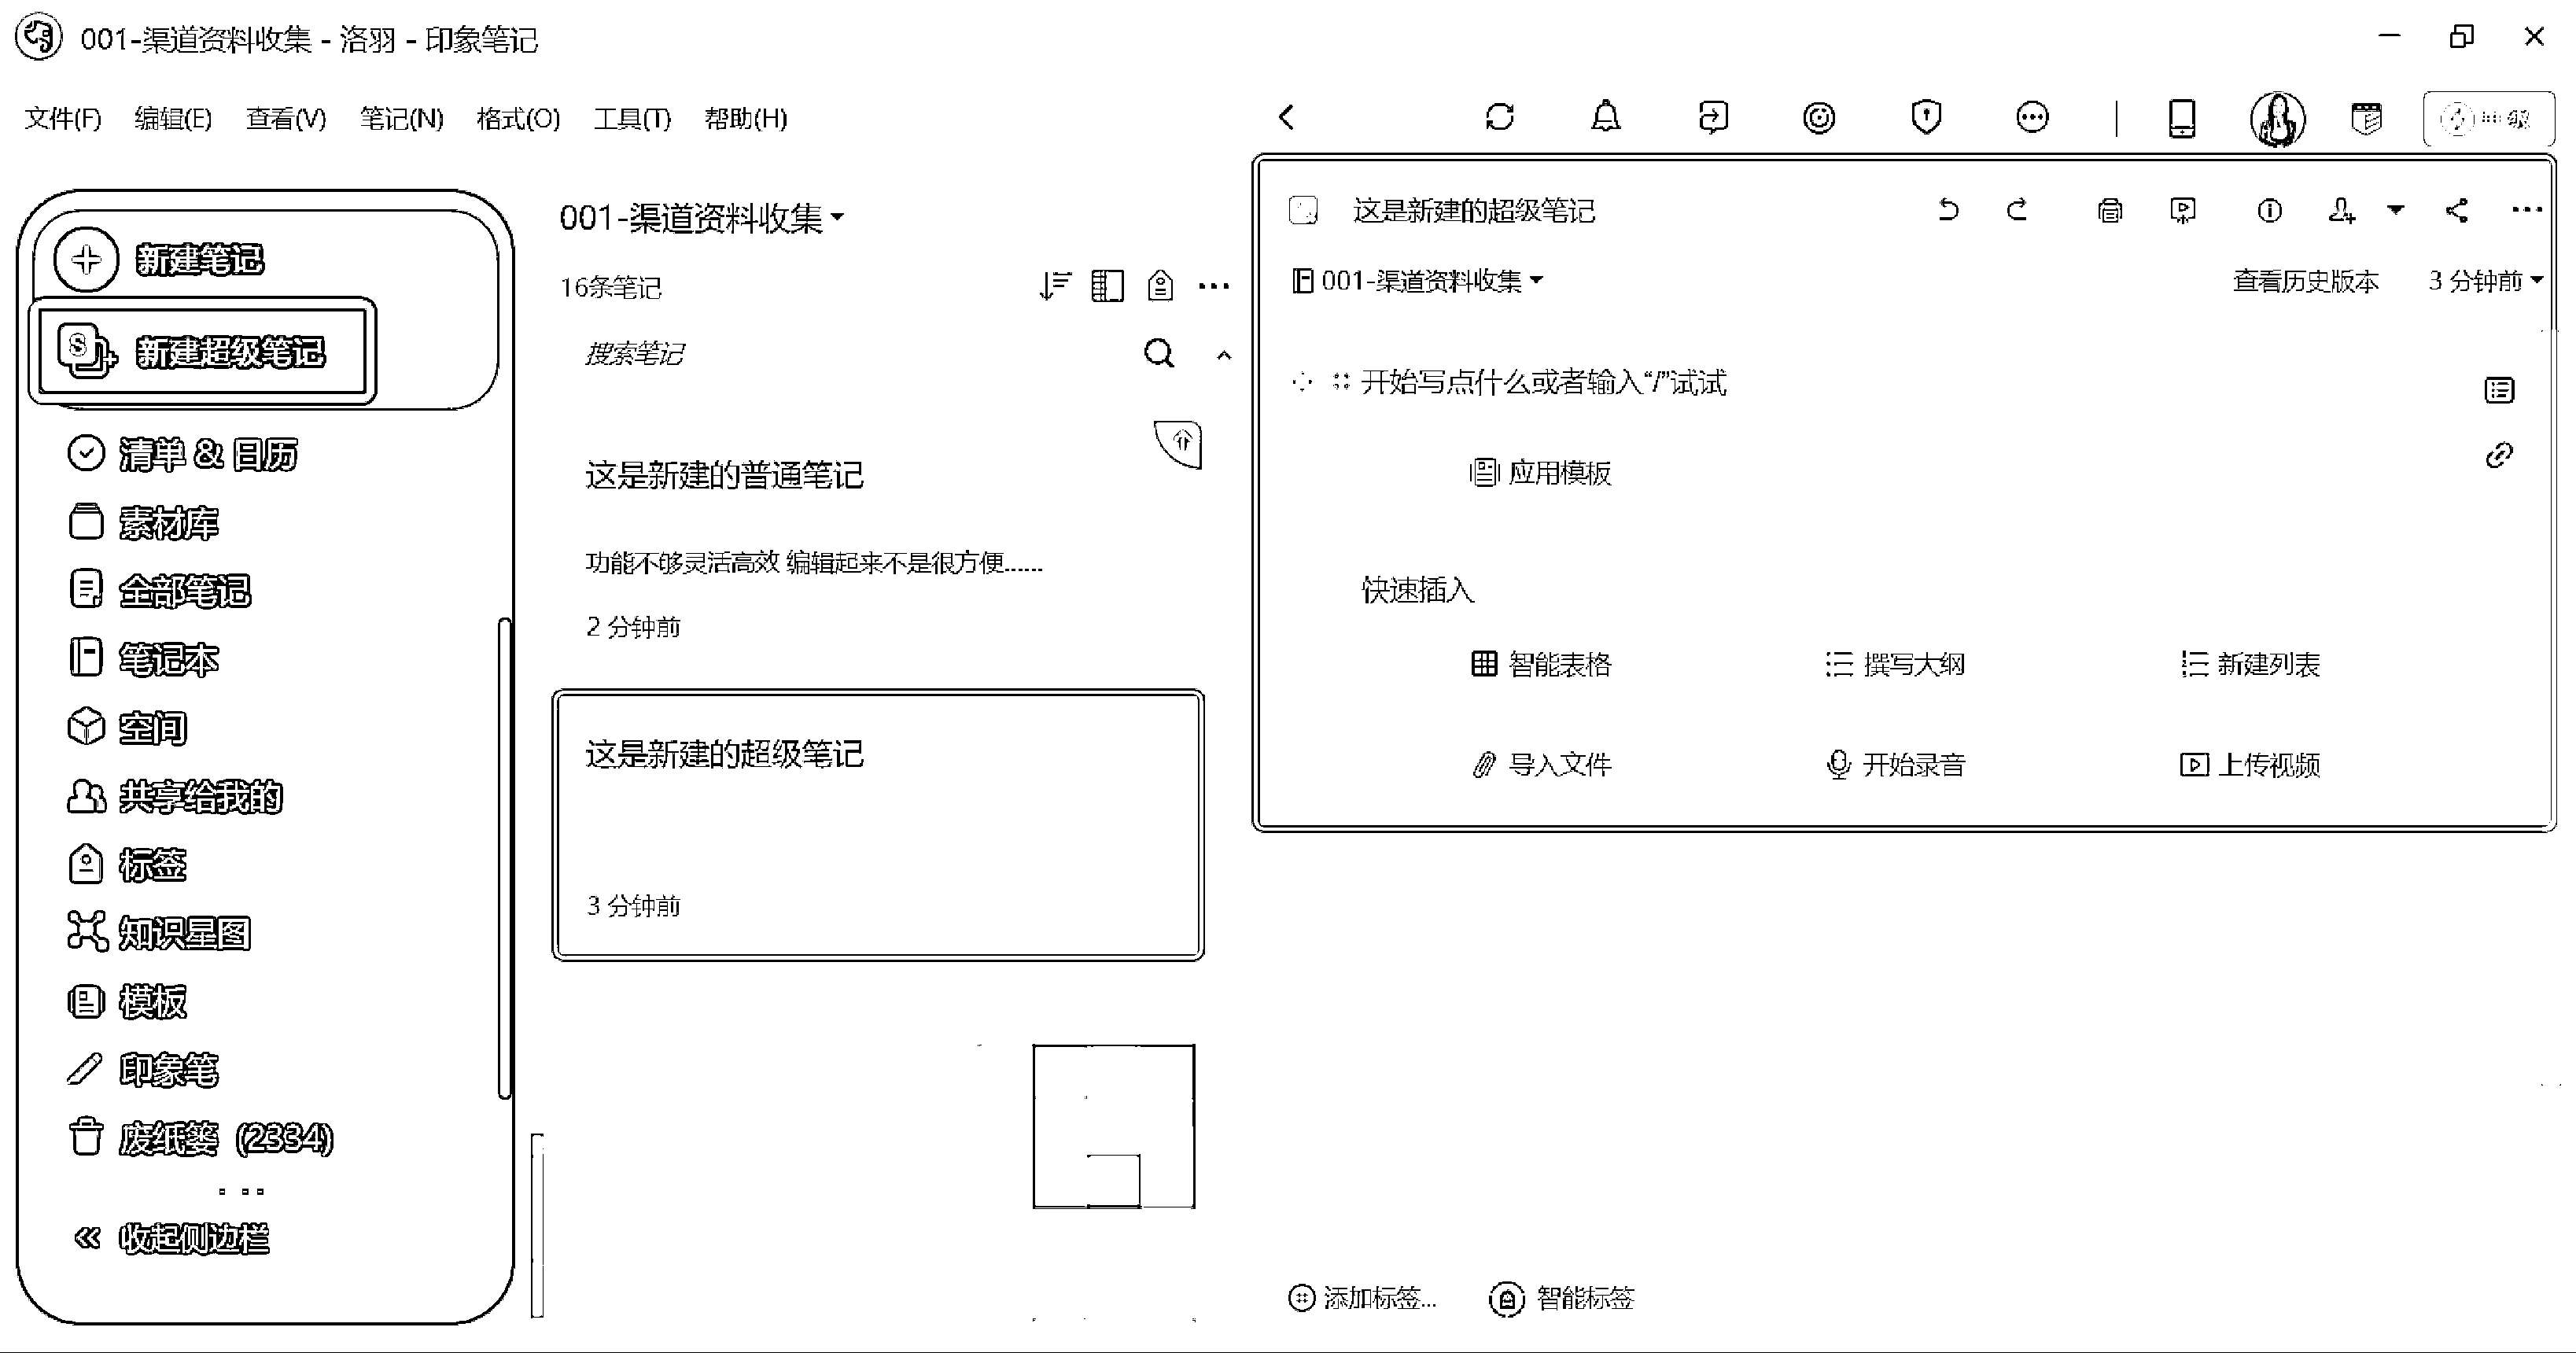 001-渠道资料收集 - 洛羽 - 印象笔记
文件(F) 编辑(E) 查看(V) 笔记(N) 格式(O) 工具(T) 帮助(H)
新建笔记
新建超级笔记
清单 & 日历
素材库
全部笔记
笔记本
空间
共享给我的
标签
知识星图
模板
印象笔
废纸篓 (2334)
收起侧边栏
001-渠道资料收集
16条笔记
搜索笔记
这是新建的普通笔记
功能不够灵活高效 编辑起来不是很方便......
2 分钟前
这是新建的超级笔记
3 分钟前
这是新建的超级笔记
001-渠道资料收集 查看历史版本 3 分钟前
开始写点什么或者输入“/”试试
应用模板
快速插入
智能表格 撰写大纲 新建列表
导入文件 开始录音 上传视频
添加标签... 智能标签